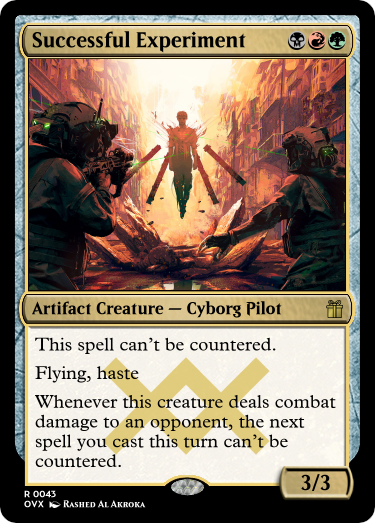 Successful Experiment
Artifact Creature — Cyborg Pilot
This spell can't be countered.
Flying, haste
Whenever this creature deals combat
damage to an opponent, the next
spell you cast this turn can't be
countered.
3/3
R 0043
OVX Rashed Al Akroka